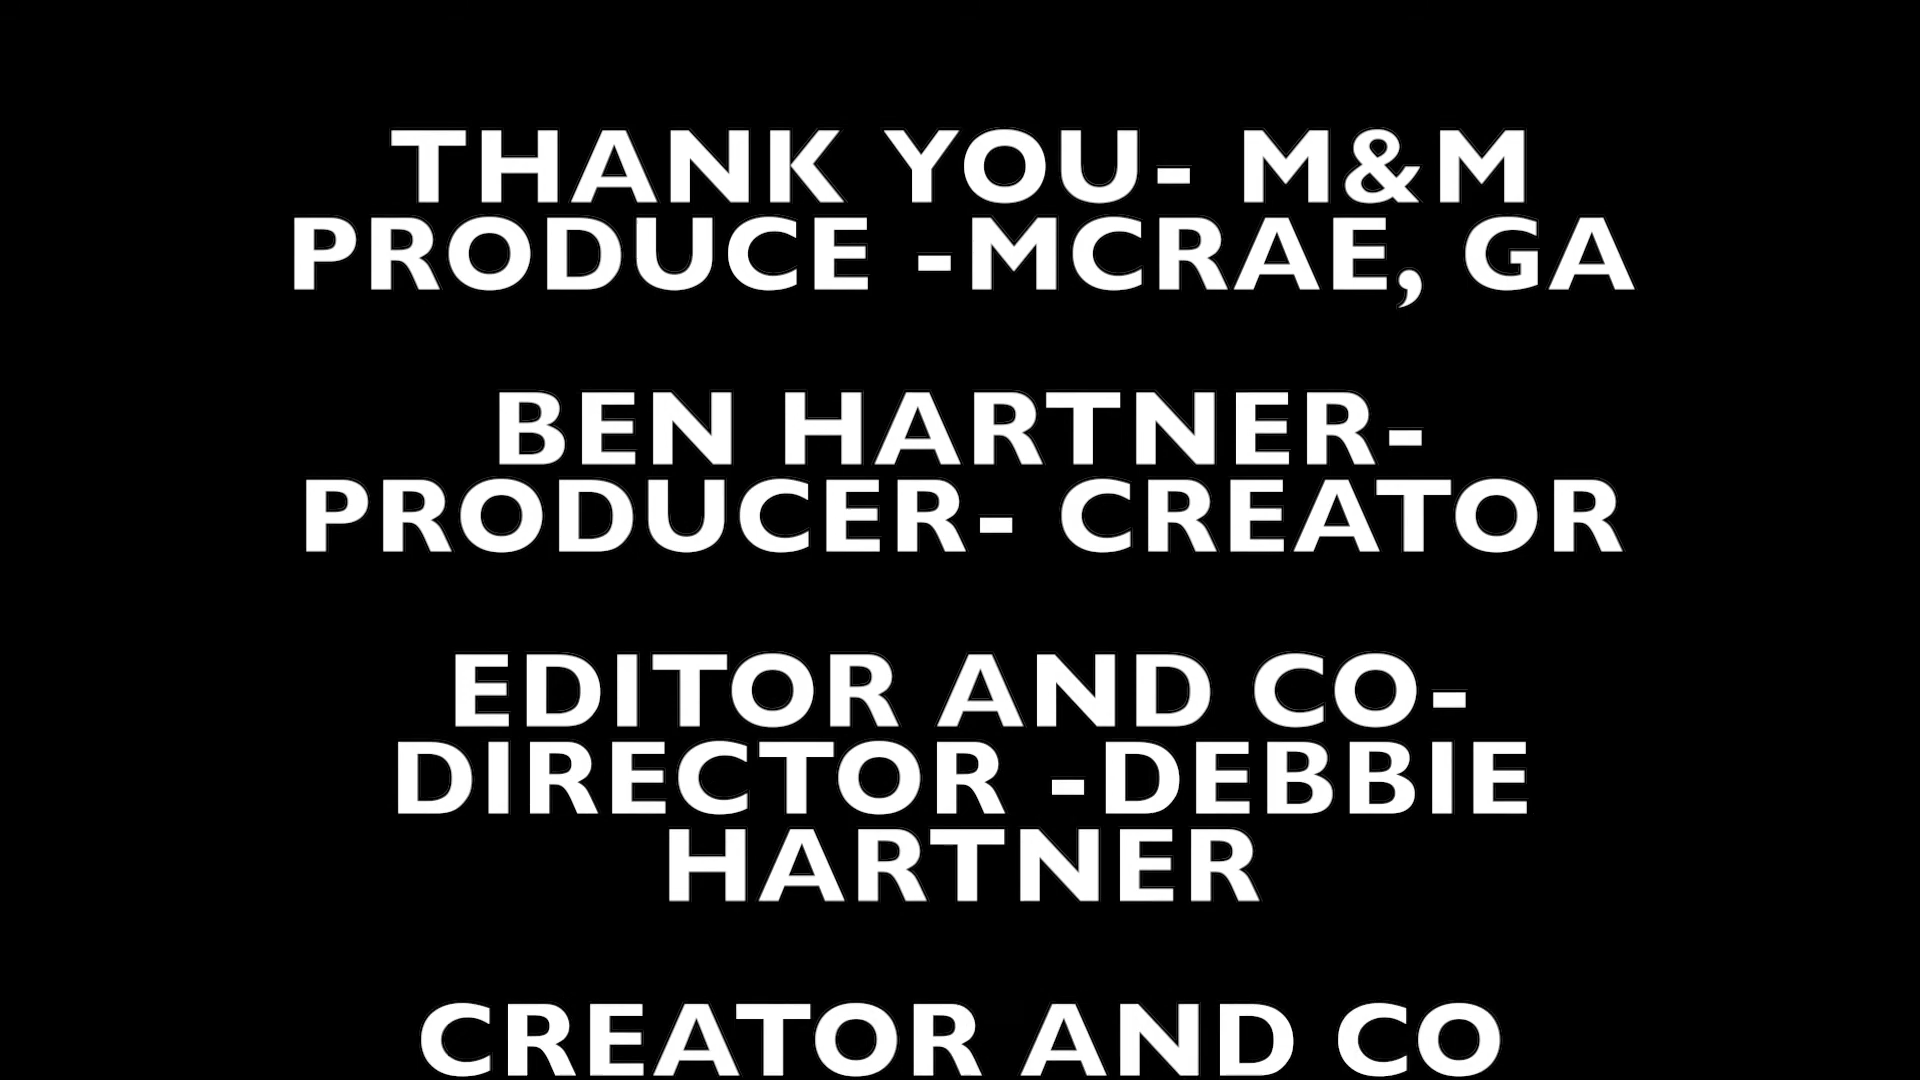 THANK YOU- M&M
PRODUCE -MCRAE, GA
BEN HARTNER-
PRODUCER- CREATOR
EDITOR AND CO-
DIRECTOR -DEBBIE
HARTNER
CREATOR AND CO